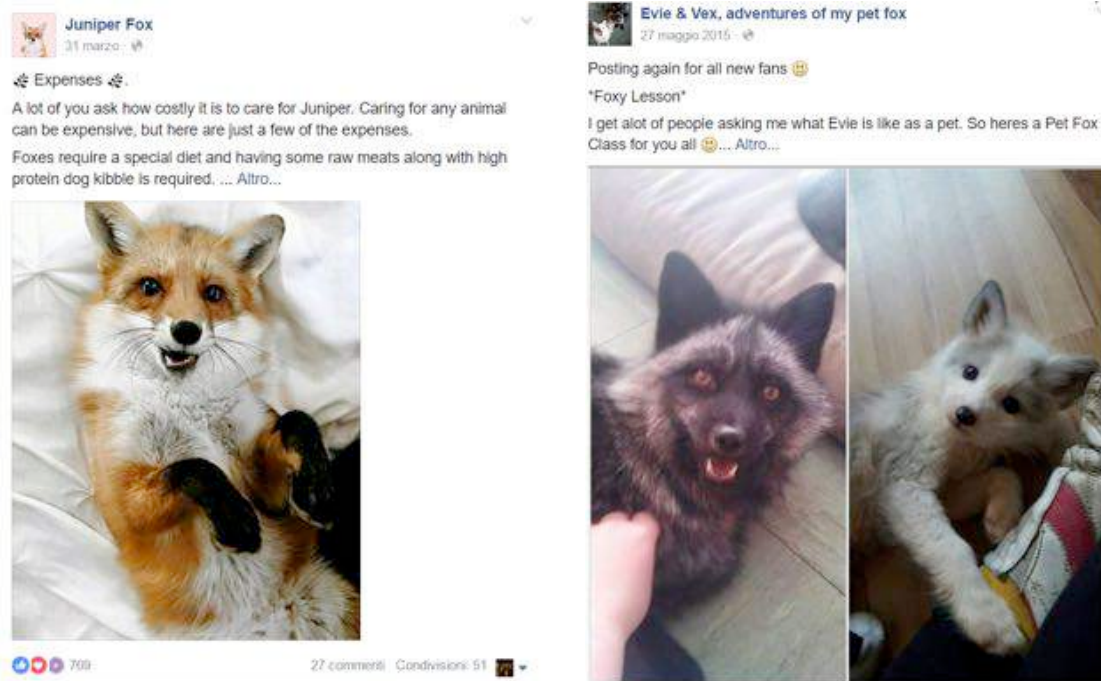 Juniper Fox
31 marzo
Expenses .
A lot of you ask how costly it is to care for Juniper. Caring for any animal
can be expensive, but here are just a few of the expenses.
Foxes require a special diet and having some raw meats along with high
protein dog kibble is required. ... Altro...
769
27 commenti Condivisioni: 51
Evie & Vex, adventures of my pet fox
27 maggio 2015
Posting again for all new fans
*Foxy Lesson*
I get alot of people asking me what Evie is like as a pet. So heres a Pet Fox
Class for you all ... Altro...